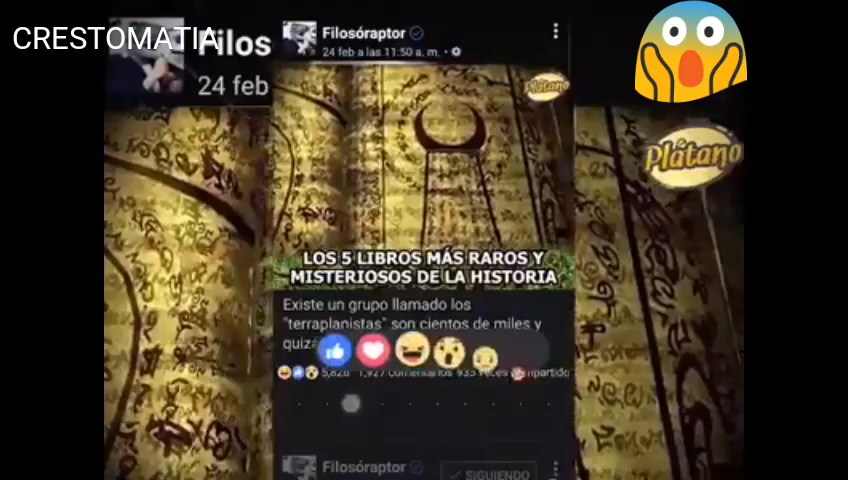 CRESTOMATIA
Filos
24 feb
Filosóraptor
24 feb a las 11:50 a. m.
Plátano
Plátano
LOS 5 LIBROS MÁS RAROS Y
MISTERIOSOS DE LA HISTORIA
Existe un grupo llamado los
"terraplanistas" son cientos de miles y
quiz
5,828 1,927 comentarios 935 veces compartido
Filosóraptor
SIGUIENDO